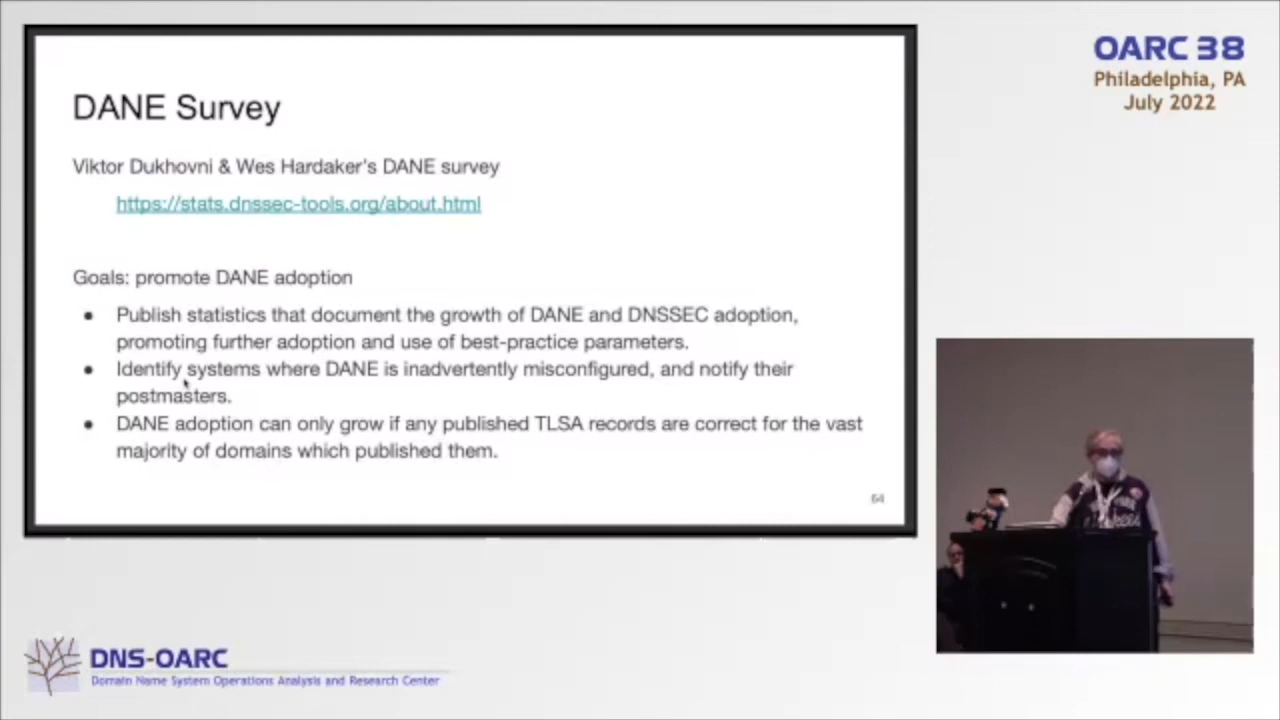 DANE Survey
Viktor Dukhovni & Wes Hardaker's DANE survey
https://stats.dnssec-tools.org/about.html
Goals: promote DANE adoption
● Publish statistics that document the growth of DANE and DNSSEC adoption,
promoting further adoption and use of best-practice parameters.
● Identify systems where DANE is inadvertently misconfigured, and notify their
postmasters.
● DANE adoption can only grow if any published TLSA records are correct for the vast
majority of domains which published them.
64
OARC 38
Philadelphia, PA
July 2022
DNS-OARC
Domain Name System Operations Analysis and Research Center